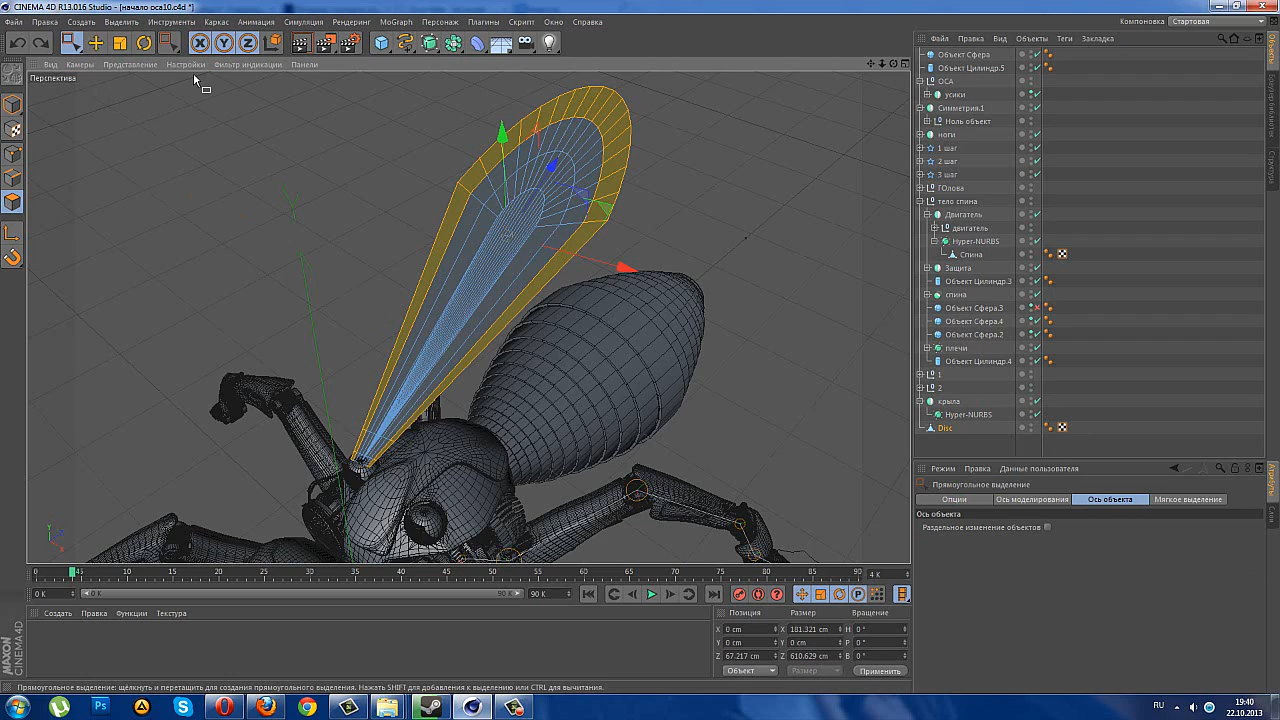 CINEMA 4D R13.016 Studio - [начало оса10.c4d *]
Файл Правка Создать Выделить Инструменты Каркас Анимация Симуляция Рендеринг MoGraph Персонаж Плагины Скрипт Окно Справка
Компоновка Стартовая
Вид Камеры Представление Настройки Фильтр индикации Панели
Перспектива
Файл Правка Вид Объекты Теги Закладка
Объект Сфера
Объект Цилиндр.5
ОСА
усики
Симметрия.1
Ноль объект
ноги
1 шаг
2 шаг
3 шаг
ГОлова
тело спина
Двигатель
двигатель
Hyper-NURBS
Спина
Защита
Объект Цилиндр.3
спина
Объект Сфера.3
Объект Сфера.4
Объект Сфера.2
плечи
Объект Цилиндр.4
1
2
крыла
Hyper-NURBS
Disc
Объекты
Браузер библиотек
Структура
Режим Правка Данные пользователя
Прямоугольное выделение
Опции Ось моделирования Ось объекта Мягкое выделение
Ось объекта
Раздельное изменение объектов
Атрибуты
Слои
0 45 10 15 20 25 30 35 40 45 50 55 60 65 70 75 80 85 90 4 K
0 K 0 K 90 K 90 K
Создать Правка Функции Текстура
Позиция Размер Вращение
X 0 cm X 181.321 cm H 0 °
Y 0 cm Y 0 cm P 0 °
Z 67.217 cm Z 610.629 cm B 0 °
Объект Размер Применить
MAXON
CINEMA 4D
Прямоугольное выделение: щёлкнуть и перетащить для создания прямоугольного выделения. Нажать SHIFT для добавления к выделению или CTRL для вычитания.
RU 19:40
22.10.2013